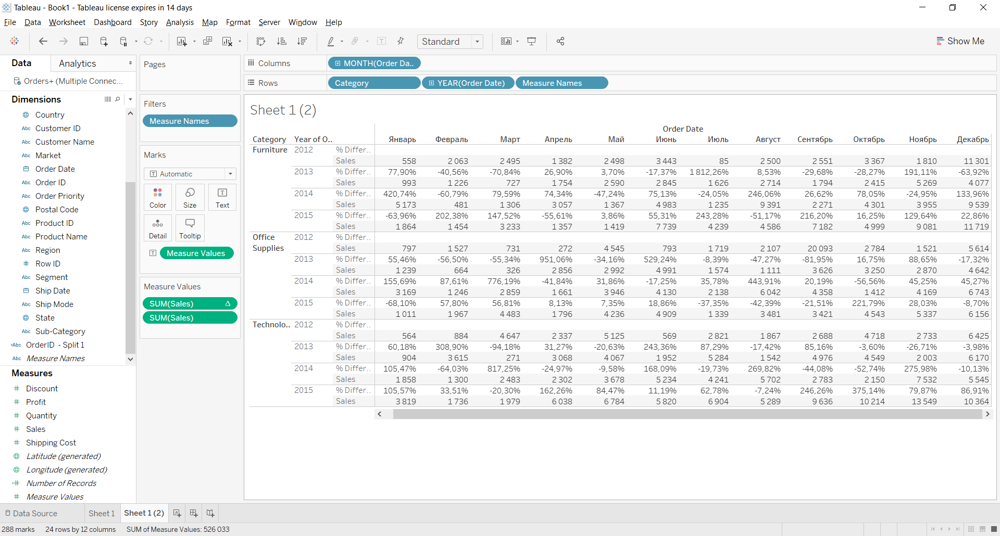 Tableau - Book1 - Tableau license expires in 14 days
File Data Worksheet Dashboard Story Analysis Map Format Server Window Help
Standard Show Me
Data Analytics
Orders+ (Multiple Connec...
Dimensions
Country
Abc Customer ID
Abc Customer Name
Abc Market
Order Date
Abc Order ID
Abc Order Priority
Postal Code
Abc Product ID
Abc Product Name
Abc Region
# Row ID
Abc Segment
Ship Date
Abc Ship Mode
State
Abc Sub-Category
=Abc OrderID - Split 1
Abc Measure Names
Measures
# Discount
# Profit
# Quantity
# Sales
# Shipping Cost
Latitude (generated)
Longitude (generated)
=# Number of Records
# Measure Values
Pages
Filters
Measure Names
Marks
T Automatic
Color Size T Text
Detail Tooltip
T Measure Values
Measure Values
SUM(Sales) Δ
SUM(Sales)
Columns MONTH(Order Da..
Rows Category YEAR(Order Date) Measure Names
Sheet 1 (2)
Order Date
Category Year of O.. Январь Февраль Март Апрель Май Июнь Июль Август Сентябрь Октябрь Ноябрь Декабрь
Furniture 2012 % Differ..
Sales 558 2 063 2 495 1 382 2 498 3 443 85 2 500 2 551 3 367 1 810 11 301
2013 % Differ.. 77,90% -40,56% -70,84% 26,90% 3,70% -17,37% 1 812,26% 8,53% -29,68% -28,27% 191,11% -63,92%
Sales 993 1 226 727 1 754 2 590 2 845 1 626 2 714 1 794 2 415 5 269 4 077
2014 % Differ.. 420,74% -60,79% 79,59% 74,34% -47,24% 75,13% -24,05% 246,06% 26,62% 78,05% -24,95% 133,96%
Sales 5 173 481 1 306 3 057 1 367 4 983 1 235 9 391 2 271 4 301 3 955 9 539
2015 % Differ.. -63,96% 202,38% 147,52% -55,61% 3,86% 55,31% 243,28% -51,17% 216,20% 16,25% 129,64% 22,86%
Sales 1 864 1 454 3 233 1 357 1 419 7 739 4 239 4 586 7 182 4 999 9 081 11 719
Office 2012 % Differ..
Supplies Sales 797 1 527 731 272 4 545 793 1 719 2 107 20 093 2 784 1 521 5 614
2013 % Differ.. 55,46% -56,50% -55,34% 951,06% -34,16% 529,24% -8,39% -47,27% -81,95% 16,75% 88,65% -17,32%
Sales 1 239 664 326 2 856 2 992 4 991 1 574 1 111 3 626 3 250 2 870 4 642
2014 % Differ.. 155,69% 87,61% 776,19% -41,84% 31,86% -17,25% 35,78% 443,91% 20,19% -56,56% 45,25% 45,27%
Sales 3 169 1 246 2 859 1 661 3 946 4 130 2 138 6 042 4 358 1 412 4 169 6 743
2015 % Differ.. -68,10% 57,80% 56,81% 8,13% 7,35% 18,86% -37,35% -42,39% -21,51% 221,79% 28,03% -8,70%
Sales 1 011 1 967 4 483 1 796 4 236 4 909 1 339 3 481 3 421 4 543 5 337 6 156
Technolo.. 2012 % Differ..
Sales 564 884 4 647 2 337 5 125 569 2 821 1 867 2 688 4 718 2 733 6 425
2013 % Differ.. 60,18% 308,90% -94,18% 31,27% -20,63% 243,36% 87,29% -17,42% 85,16% -3,60% -26,71% -3,98%
Sales 904 3 615 271 3 068 4 067 1 952 5 284 1 542 4 976 4 549 2 003 6 170
2014 % Differ.. 105,47% -64,03% 817,25% -24,97% -9,58% 168,09% -19,73% 269,82% -44,08% -52,74% 275,98% -10,13%
Sales 1 858 1 300 2 483 2 302 3 678 5 234 4 241 5 702 2 783 2 150 7 532 5 545
2015 % Differ.. 105,57% 33,51% -20,30% 162,26% 84,47% 11,19% 62,78% -7,24% 246,26% 375,14% 79,87% 86,91%
Sales 3 819 1 736 1 979 6 038 6 784 5 820 6 904 5 289 9 636 10 214 13 549 10 364
Data Source Sheet 1 Sheet 1 (2)
288 marks 24 rows by 12 columns SUM of Measure Values: 526 033